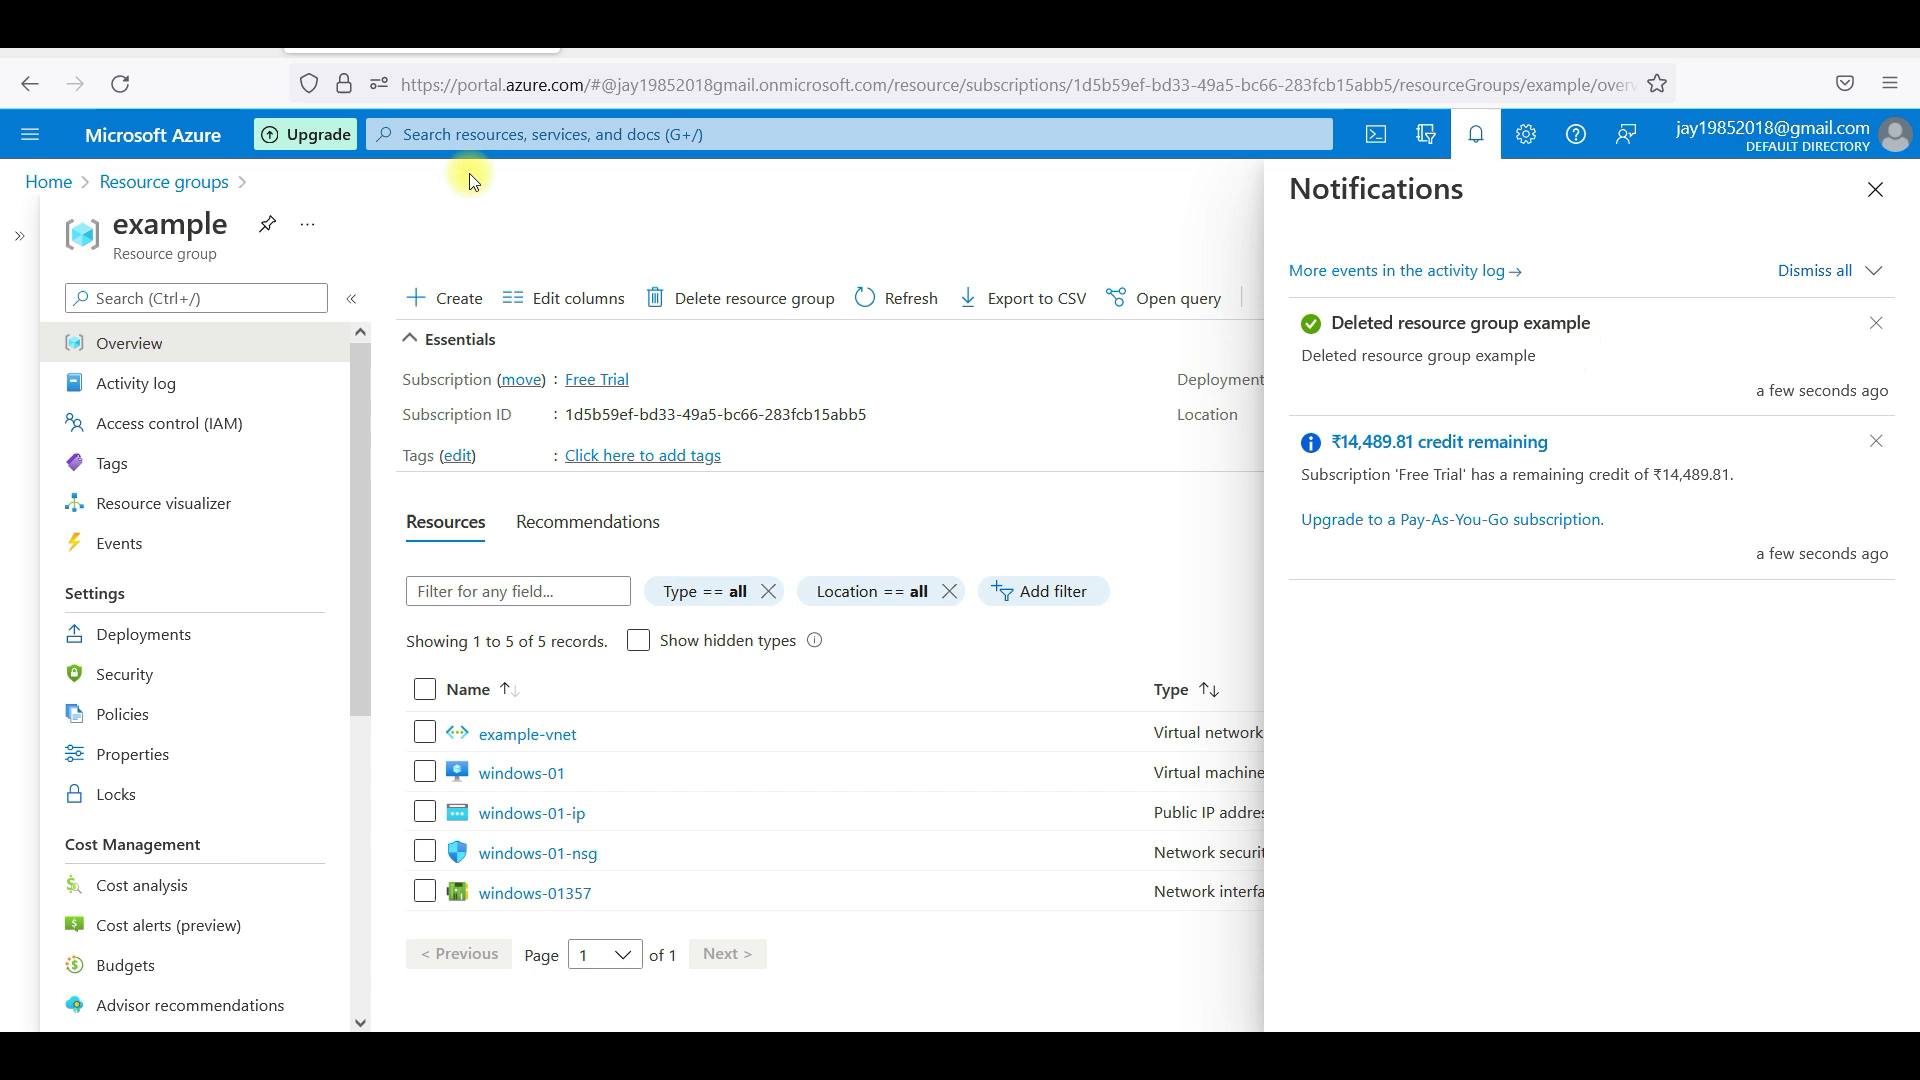 https://portal.azure.com/#@jay19852018gmail.onmicrosoft.com/resource/subscriptions/1d5b59ef-bd33-49a5-bc66-283fcb15abb5/resourceGroups/example/over
Microsoft Azure
Upgrade
Search resources, services, and docs (G+/)
jay19852018@gmail.com
DEFAULT DIRECTORY
Home > Resource groups >
example
Resource group
Search (Ctrl+/)
Overview
Activity log
Access control (IAM)
Tags
Resource visualizer
Events
Settings
Deployments
Security
Policies
Properties
Locks
Cost Management
Cost analysis
Cost alerts (preview)
Budgets
Advisor recommendations
Create Edit columns Delete resource group Refresh Export to CSV Open query
Essentials
Subscription (move) : Free Trial Deployment
Subscription ID : 1d5b59ef-bd33-49a5-bc66-283fcb15abb5 Location
Tags (edit) : Click here to add tags
Resources Recommendations
Filter for any field... Type == all Location == all Add filter
Showing 1 to 5 of 5 records. Show hidden types
Name Type
example-vnet Virtual network
windows-01 Virtual machine
windows-01-ip Public IP addre
windows-01-nsg Network securit
windows-01357 Network interfa
< Previous Page 1 of 1 Next >
Notifications
More events in the activity log → Dismiss all
Deleted resource group example
Deleted resource group example
a few seconds ago
₹14,489.81 credit remaining
Subscription 'Free Trial' has a remaining credit of ₹14,489.81.
Upgrade to a Pay-As-You-Go subscription.
a few seconds ago